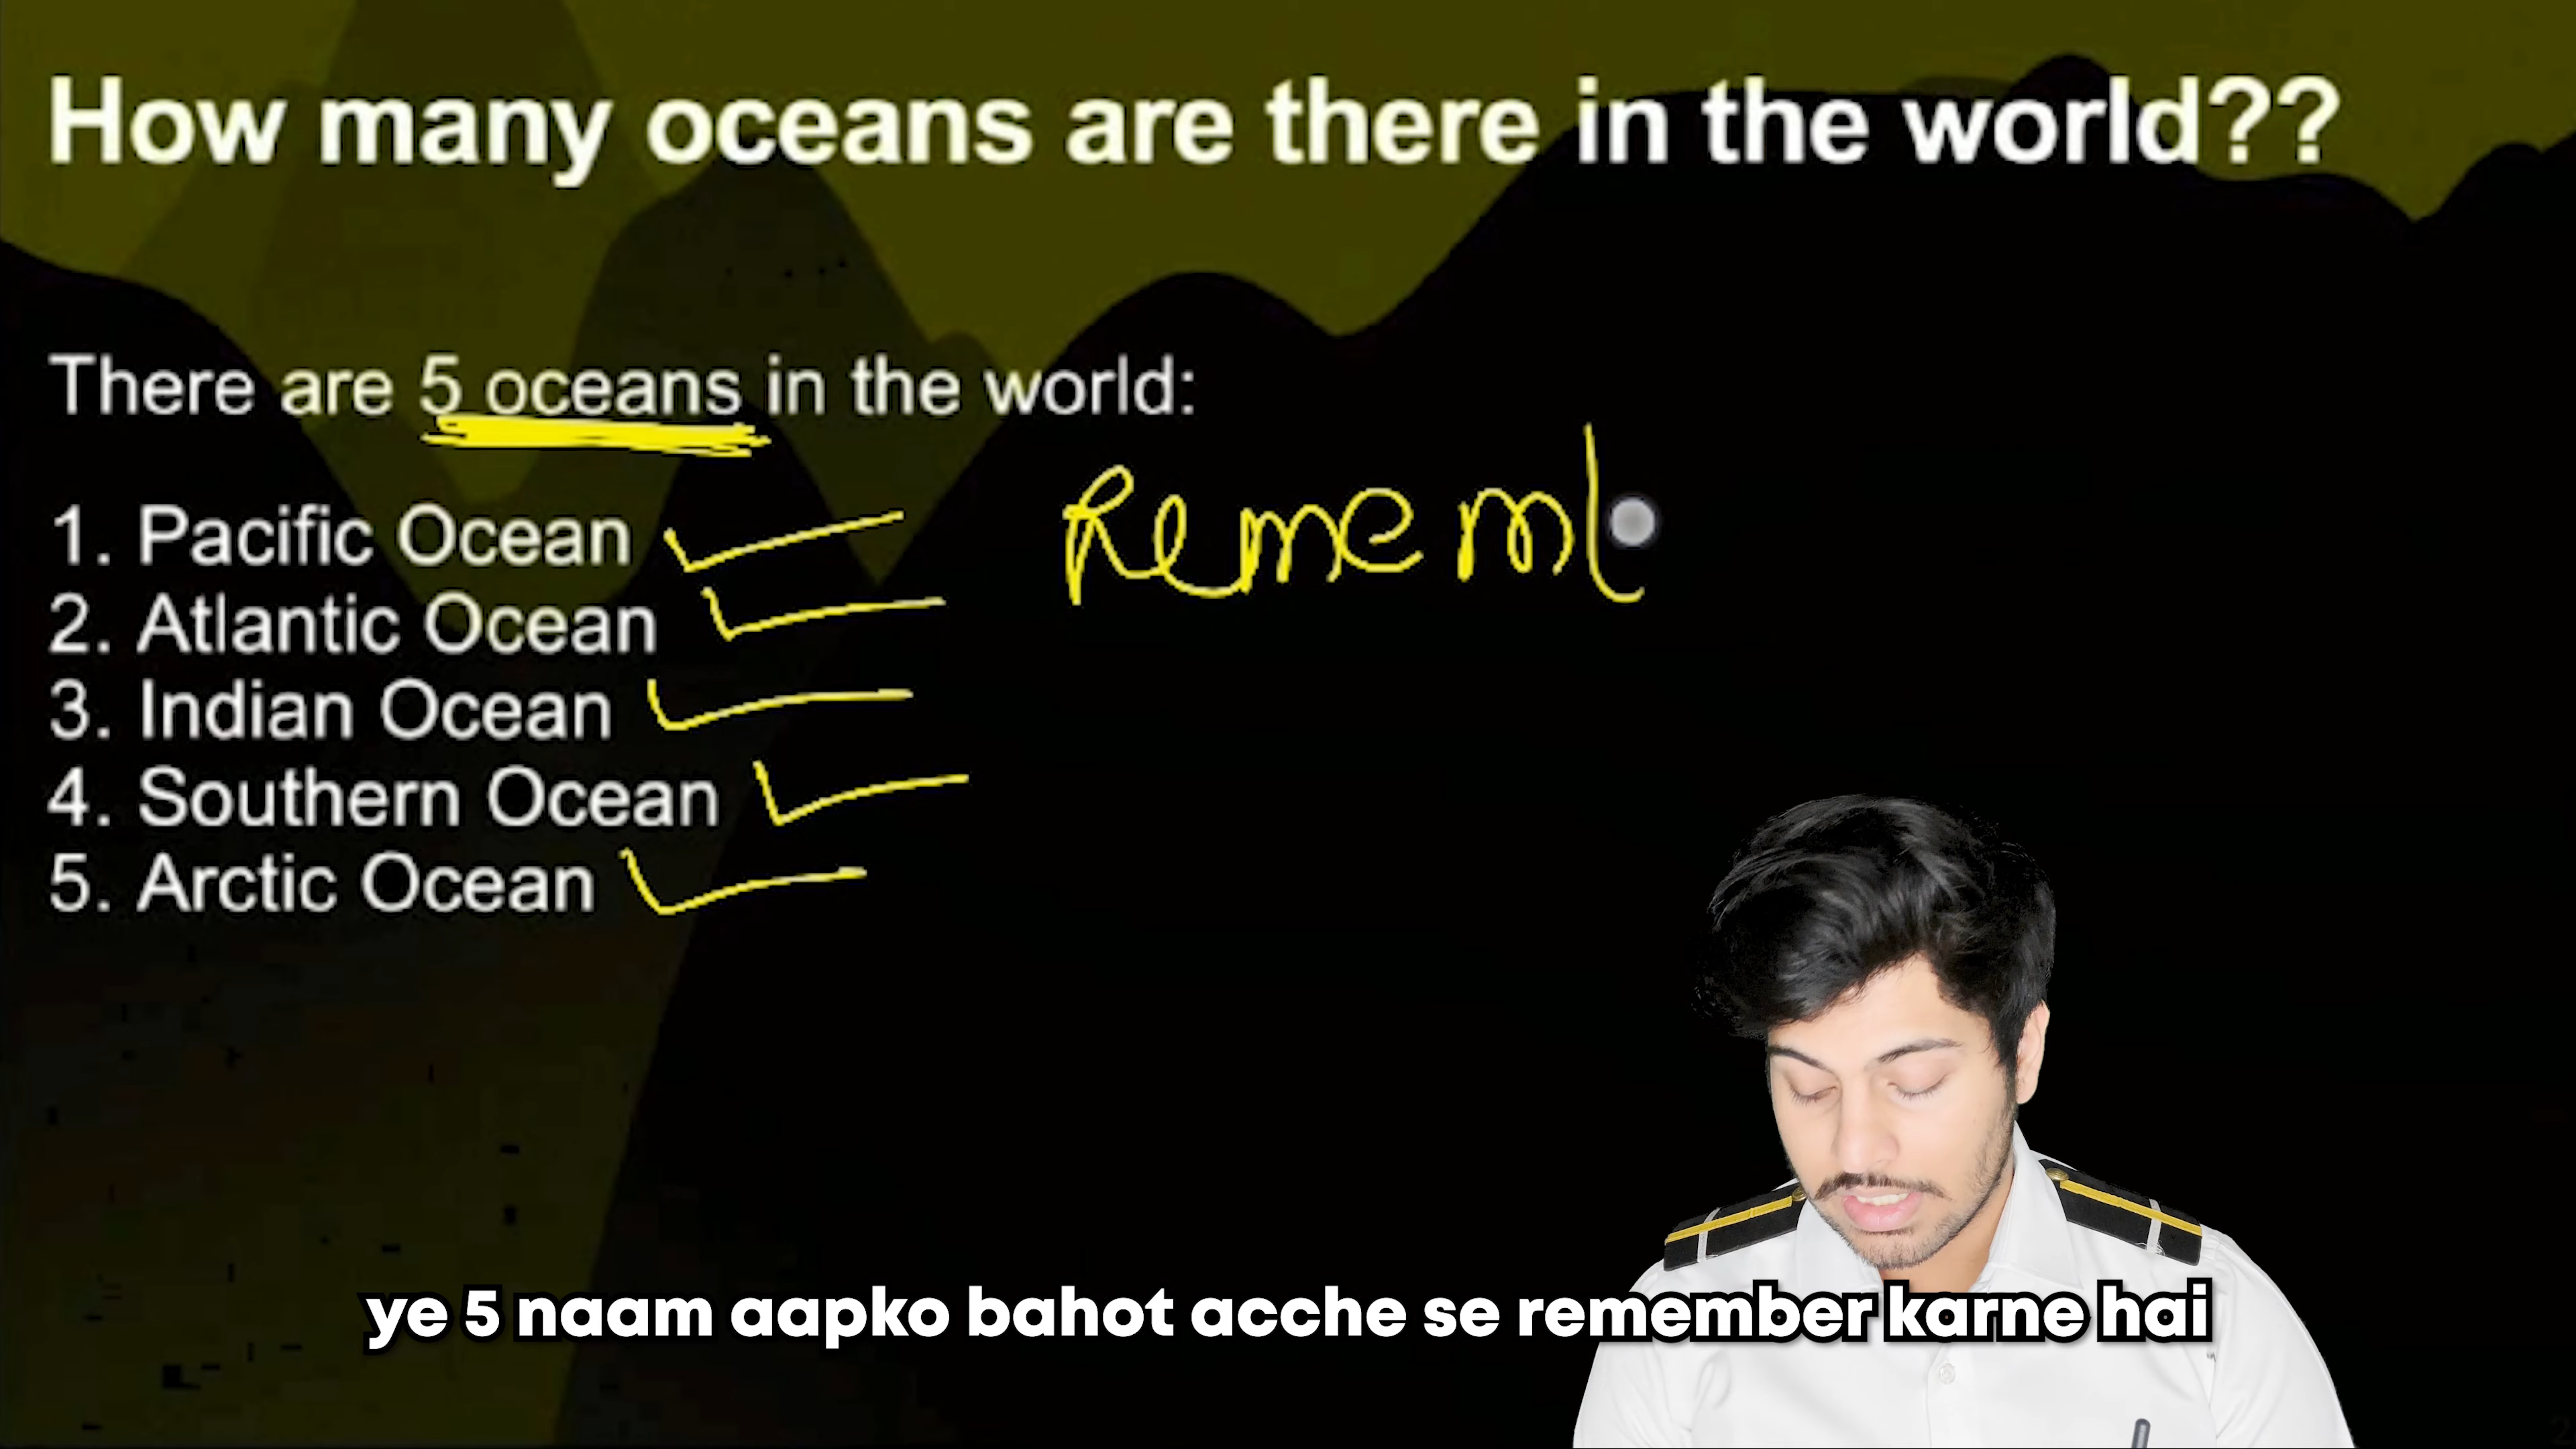 How many oceans are there in the world??
There are 5 oceans in the world:
1. Pacific Ocean
2. Atlantic Ocean
3. Indian Ocean
4. Southern Ocean
5. Arctic Ocean
Rememb
ye 5 naam aapko bahot acche se remember karne hai